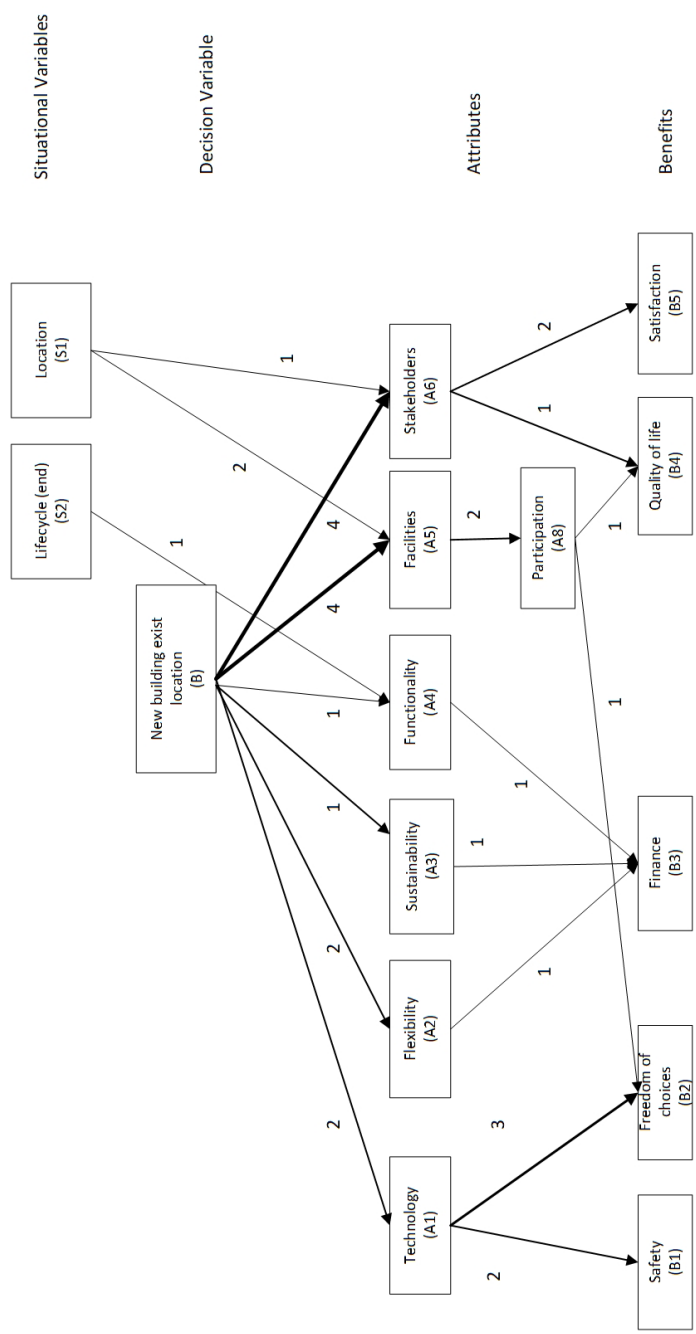 Situational Variables
Decision Variable
Attributes
Benefits
Lifecycle (end)
(S2)
Location
(S1)
New building exist
location
(B)
1
2
1
2
2
1
1
4
4
Technology
(A1)
Flexibility
(A2)
Sustainability
(A3)
Functionality
(A4)
Facilities
(A5)
Stakeholders
(A6)
2
3
1
1
1
2
1
2
Participation
(A8)
1
1
Safety
(B1)
Freedom of
choices
(B2)
Finance
(B3)
Quality of life
(B4)
Satisfaction
(B5)